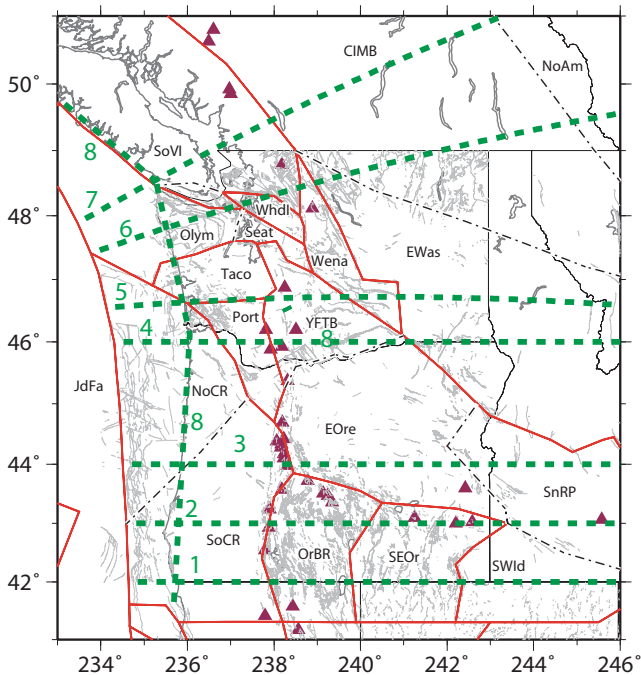 CIMB
NoAm
50°
SoVI
8
7
6
48°
Whdl
Olym
Seat
EWas
Wena
Taco
5
Port
YFTB
4
8
46°
JdFa
NoCR
8
EOre
3
44°
SnRP
2
SoCR
OrBR
SEOr
SWId
1
42°
234° 236° 238° 240° 242° 244° 246°